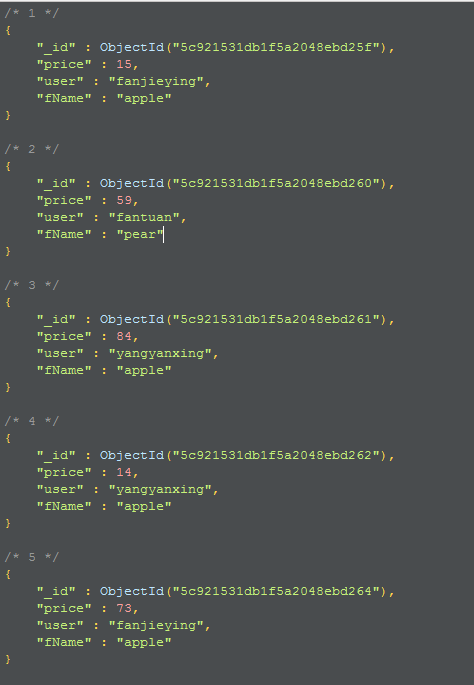 /* 1 */
{
    "_id" : ObjectId("5c921531db1f5a2048ebd25f"),
    "price" : 15,
    "user" : "fanjieying",
    "fName" : "apple"
}
/* 2 */
{
    "_id" : ObjectId("5c921531db1f5a2048ebd260"),
    "price" : 59,
    "user" : "fantuan",
    "fName" : "pear"
}
/* 3 */
{
    "_id" : ObjectId("5c921531db1f5a2048ebd261"),
    "price" : 84,
    "user" : "yangyanxing",
    "fName" : "apple"
}
/* 4 */
{
    "_id" : ObjectId("5c921531db1f5a2048ebd262"),
    "price" : 14,
    "user" : "yangyanxing",
    "fName" : "apple"
}
/* 5 */
{
    "_id" : ObjectId("5c921531db1f5a2048ebd264"),
    "price" : 73,
    "user" : "fanjieying",
    "fName" : "apple"
}